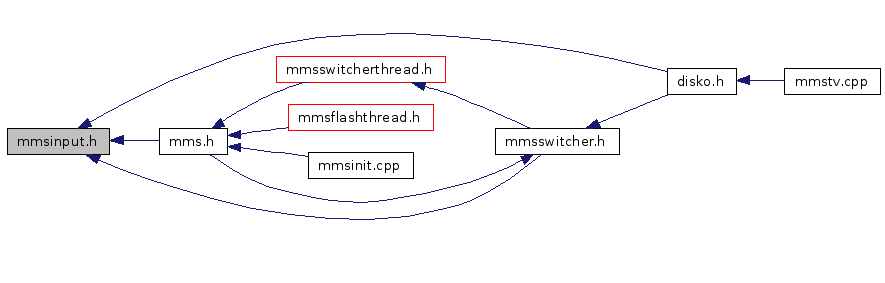 mmsswitcherthread.h
disko.h
mmstv.cpp
mmsflashthread.h
mmsinput.h
mms.h
mmsswitcher.h
mmsinit.cpp